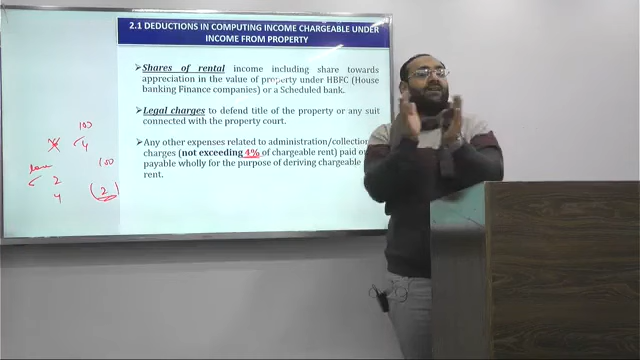 2.1 DEDUCTIONS IN COMPUTING INCOME CHARGEABLE UNDER
INCOME FROM PROPERTY
➢Shares of rental income including share towards
appreciation in the value of property under HBFC (House
banking Finance companies) or a Scheduled bank.
➢Legal charges to defend title of the property or any suit
connected with the property court.
➢Any other expenses related to administration/collection
charges (not exceeding 4% of chargeable rent) paid or
payable wholly for the purpose of deriving chargeable
rent.
100
4
100
2
4
(2)